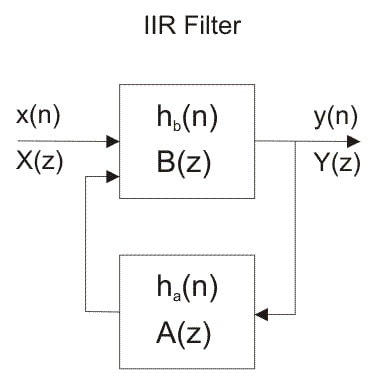 IIR Filter
x(n)
X(z)
h_b(n)
B(z)
y(n)
Y(z)
h_a(n)
A(z)